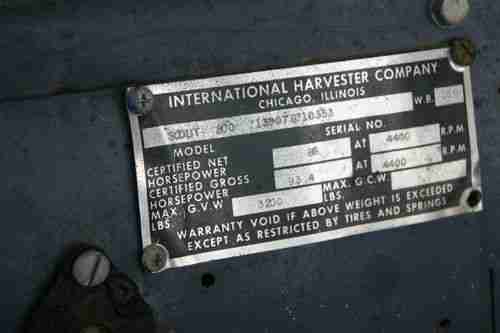 INTERNATIONAL HARVESTER COMPANY
CHICAGO, ILLINOIS
SCOUT 800 W.B.
MODEL SERIAL NO.
CERTIFIED NET HORSEPOWER 86 AT 4400 R.P.M
CERTIFIED GROSS HORSEPOWER 93.4 AT 4400 R.P.M
MAX. G.V.W LBS. 3200 MAX. G.C.W. LBS.
WARRANTY VOID IF ABOVE WEIGHT IS EXCEEDED
EXCEPT AS RESTRICTED BY TIRES AND SPRINGS